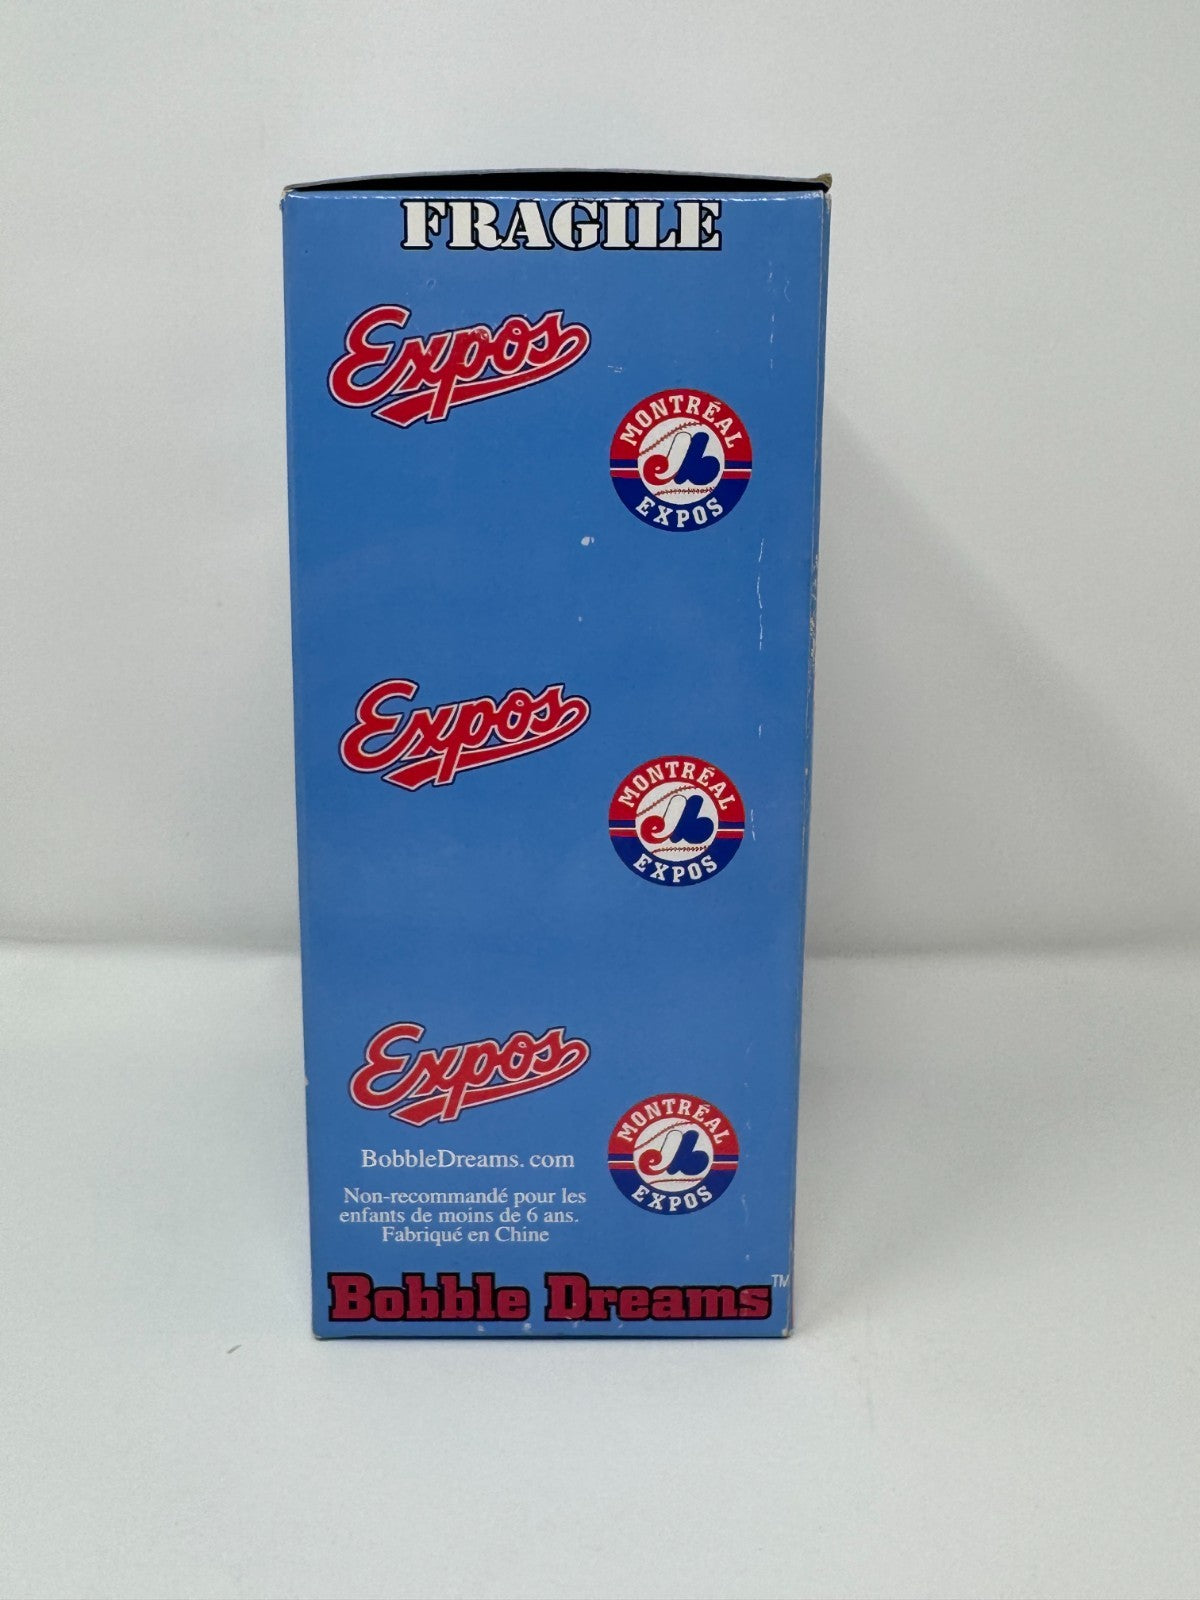 FRAGILE
Expos
MONTRÉAL
EXPOS
Expos
MONTRÉAL
EXPOS
Expos
MONTRÉAL
EXPOS
BobbleDreams. com
Non-recommandé pour les
enfants de moins de 6 ans.
Fabriqué en Chine
Bobble Dreams™